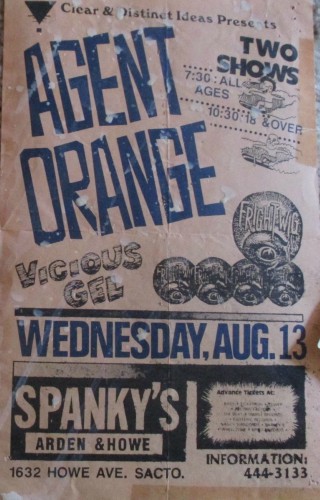 Clear & Distinct Ideas Presents
AGENT
ORANGE
TWO
SHOWS
7:30: ALL
AGES
10:30: 18 & OVER
FRIGHTWIG
VICIOUS
GEL
FRIGHTWIG
WEDNESDAY, AUG. 13
SPANKY'S
ARDEN & HOWE
1632 HOWE AVE. SACTO.
Advance Tickets At:
INFORMATION:
444-3133